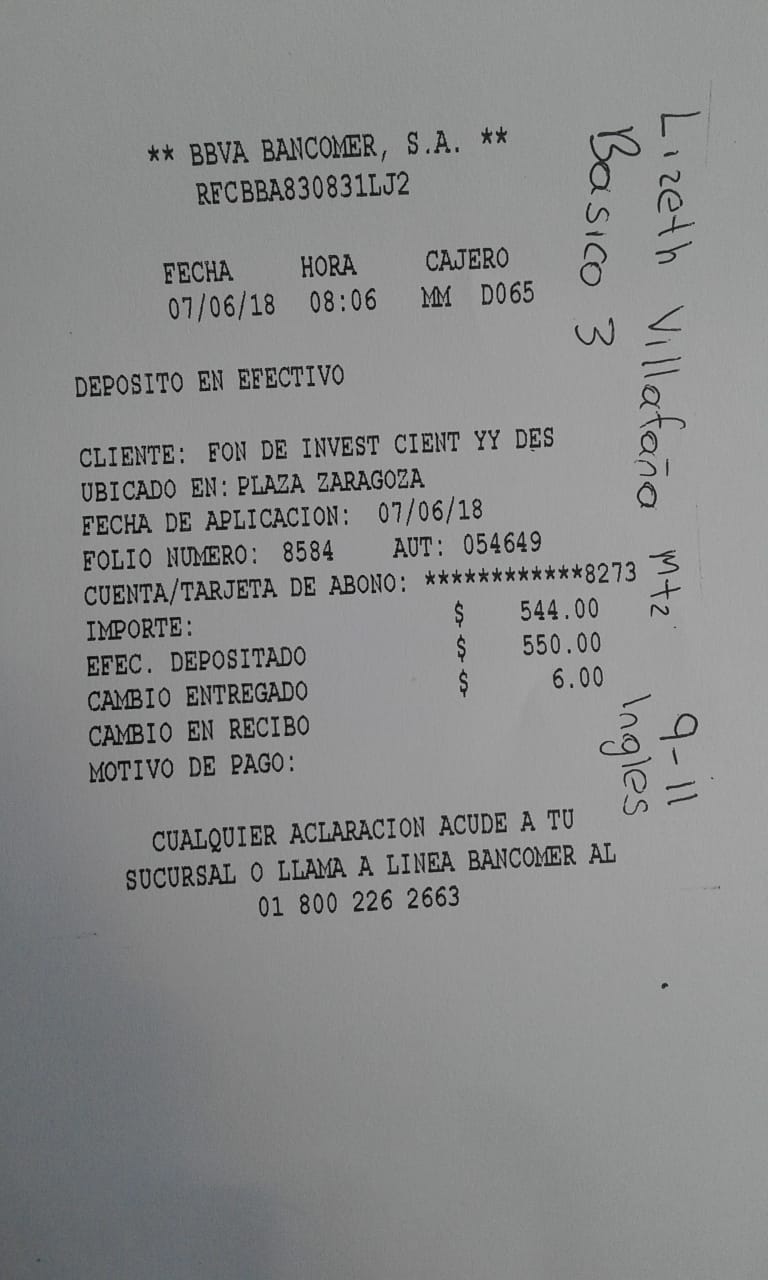 ** BBVA BANCOMER, S.A. **
RFCBBA830831LJ2
FECHA HORA CAJERO
07/06/18 08:06 MM D065
DEPOSITO EN EFECTIVO
CLIENTE: FON DE INVEST CIENT YY DES
UBICADO EN: PLAZA ZARAGOZA
FECHA DE APLICACION: 07/06/18
FOLIO NUMERO: 8584 AUT: 054649
CUENTA/TARJETA DE ABONO: ************8273
IMPORTE: $ 544.00
EFEC. DEPOSITADO $ 550.00
CAMBIO ENTREGADO $ 6.00
CAMBIO EN RECIBO
MOTIVO DE PAGO:
CUALQUIER ACLARACION ACUDE A TU
SUCURSAL O LLAMA A LINEA BANCOMER AL
01 800 226 2663
Lizeth Villafaña Mtz. 9-11
Basico 3 Ingles